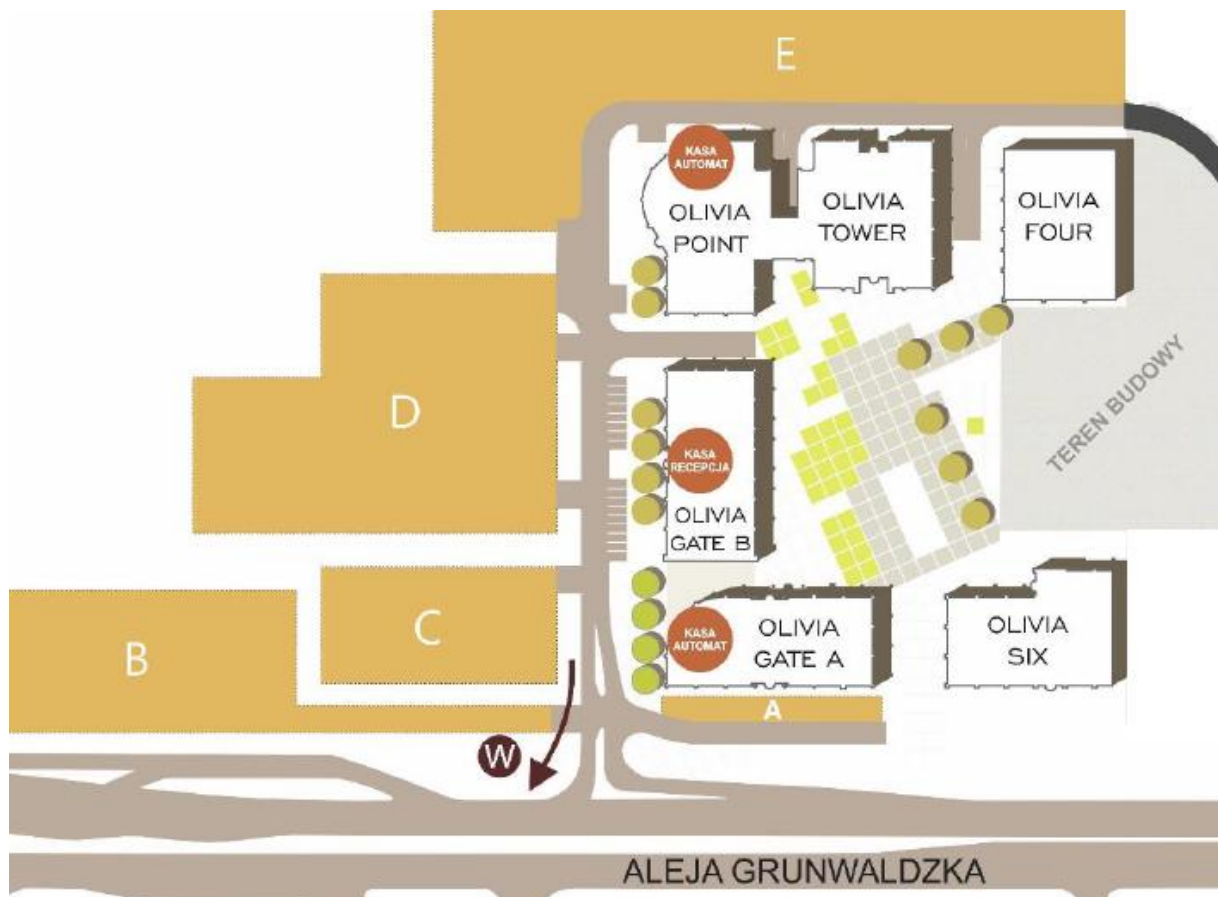 E
KASA
AUTOMAT
OLIVIA
POINT
OLIVIA
TOWER
OLIVIA
FOUR
TEREN BUDOWY
D
KASA
RECEPCJA
OLIVIA
GATE B
C
B
KASA
AUTOMAT
OLIVIA
GATE A
OLIVIA
SIX
A
W
ALEJA GRUNWALDZKA